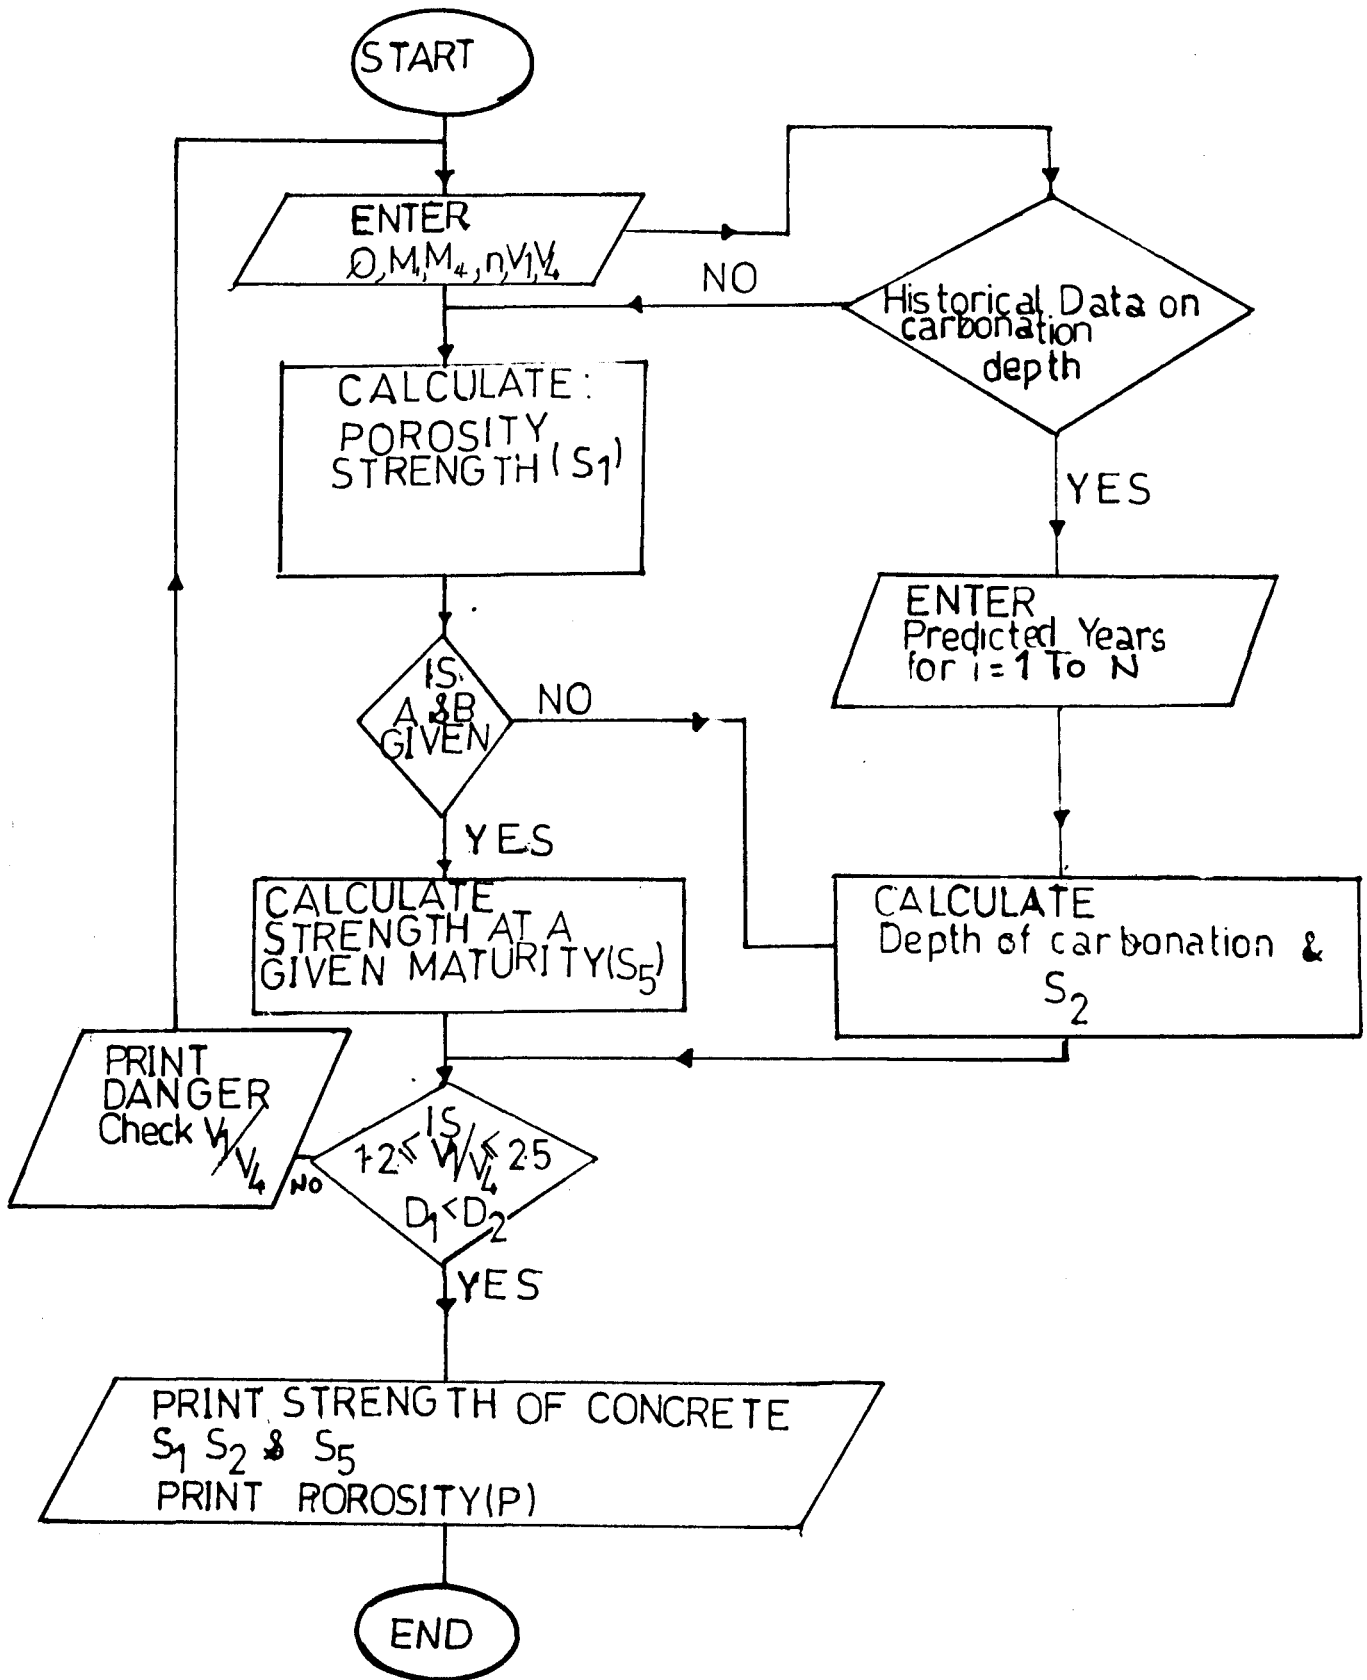 START
ENTER
Ø, M₁, M₄, n, V₁, V₄
NO
Historical Data on
carbonation
depth
CALCULATE:
POROSITY
STRENGTH (S₁)
YES
ENTER
Predicted Years
for i = 1 To N
IS
A & B
GIVEN
NO
YES
CALCULATE
STRENGTH AT A
GIVEN MATURITY (S₅)
CALCULATE
Depth of carbonation &
S₂
PRINT
DANGER
Check V₁/V₄
NO
IS
1.2 ≤ V₁/V₄ ≤ 2.5
D₁ < D₂
YES
PRINT STRENGTH OF CONCRETE
S₁ S₂ & S₅
PRINT POROSITY (P)
END